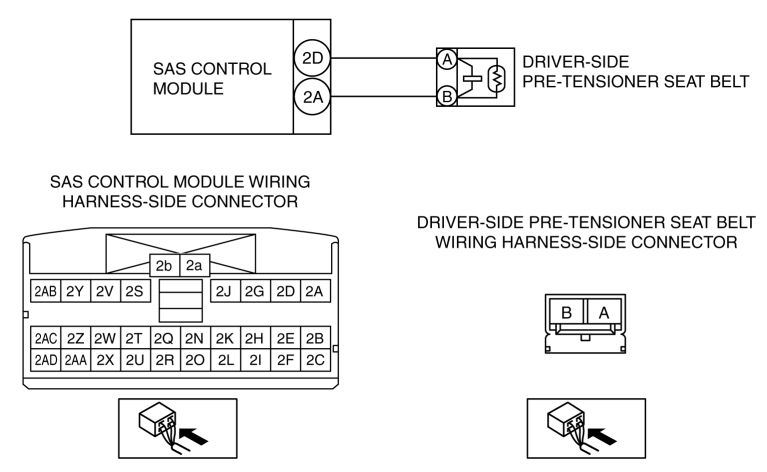 SAS CONTROL
MODULE
2D
2A
A
B
DRIVER-SIDE
PRE-TENSIONER SEAT BELT
SAS CONTROL MODULE WIRING
HARNESS-SIDE CONNECTOR
2b 2a
2AB 2Y 2V 2S 2J 2G 2D 2A
2AC 2Z 2W 2T 2Q 2N 2K 2H 2E 2B
2AD 2AA 2X 2U 2R 2O 2L 2I 2F 2C
DRIVER-SIDE PRE-TENSIONER SEAT BELT
WIRING HARNESS-SIDE CONNECTOR
B A